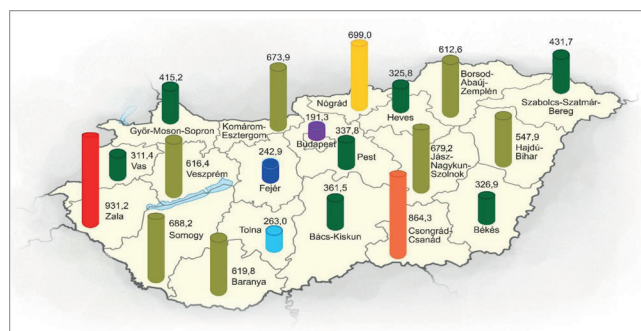 699,0
431,7
673,9
612,6
325,8
415,2
Borsod-
Abaúj-
Zemplén
Szabolcs-Szatmár-
Bereg
Nógrád
Heves
Komárom-
Esztergom
191,3
Győr-Moson-Sopron
Budapest
337,8
547,9
Hajdú-
Bihar
311,4
Vas
616,4
Veszprém
242,9
Fejér
Pest
679,2
Jász-
Nagykun-
Szolnok
931,2
Zala
688,2
Somogy
Tolna
263,0
361,5
Bács-Kiskun
864,3
Csongrád-
Csanád
326,9
Békés
619,8
Baranya